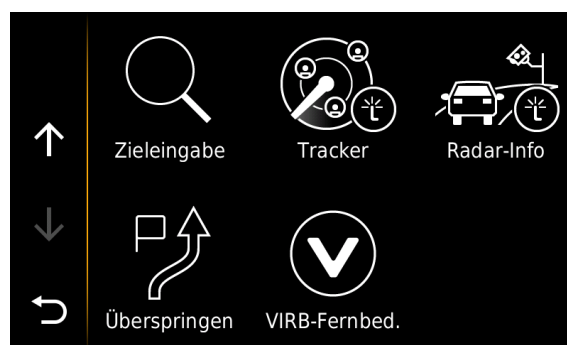 Zieleingabe
Tracker
Radar-Info
Überspringen
VIRB-Fernbed.